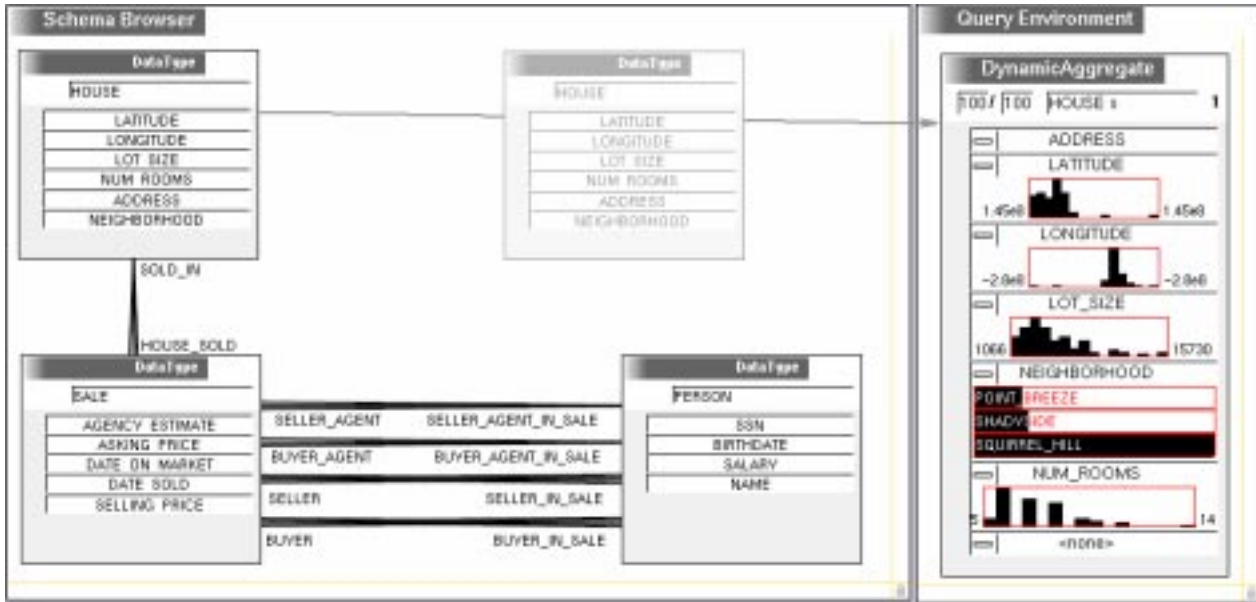 Schema Browser
DataType
HOUSE
LATITUDE
LONGITUDE
LOT SIZE
NUM ROOMS
ADDRESS
NEIGHBORHOOD
DataType
HOUSE
LATITUDE
LONGITUDE
LOT SIZE
NUM ROOMS
ADDRESS
NEIGHBORHOOD
SOLD_IN
HOUSE_SOLD
DataType
SALE
AGENCY ESTIMATE
ASKING PRICE
DATE ON MARKET
DATE SOLD
SELLING PRICE
SELLER_AGENT SELLER_AGENT_IN_SALE
BUYER_AGENT BUYER_AGENT_IN_SALE
SELLER SELLER_IN_SALE
BUYER BUYER_IN_SALE
DataType
PERSON
SSN
BIRTHDATE
SALARY
NAME
Query Environment
DynamicAggregate
100 / 100 HOUSE s 1
ADDRESS
LATITUDE
1.45e8 1.45e8
LONGITUDE
-2.8e8 -2.8e8
LOT_SIZE
1066 15730
NEIGHBORHOOD
POINT BREEZE
SHADYSIDE
SQUIRREL_HILL
NUM_ROOMS
5 14
<none>